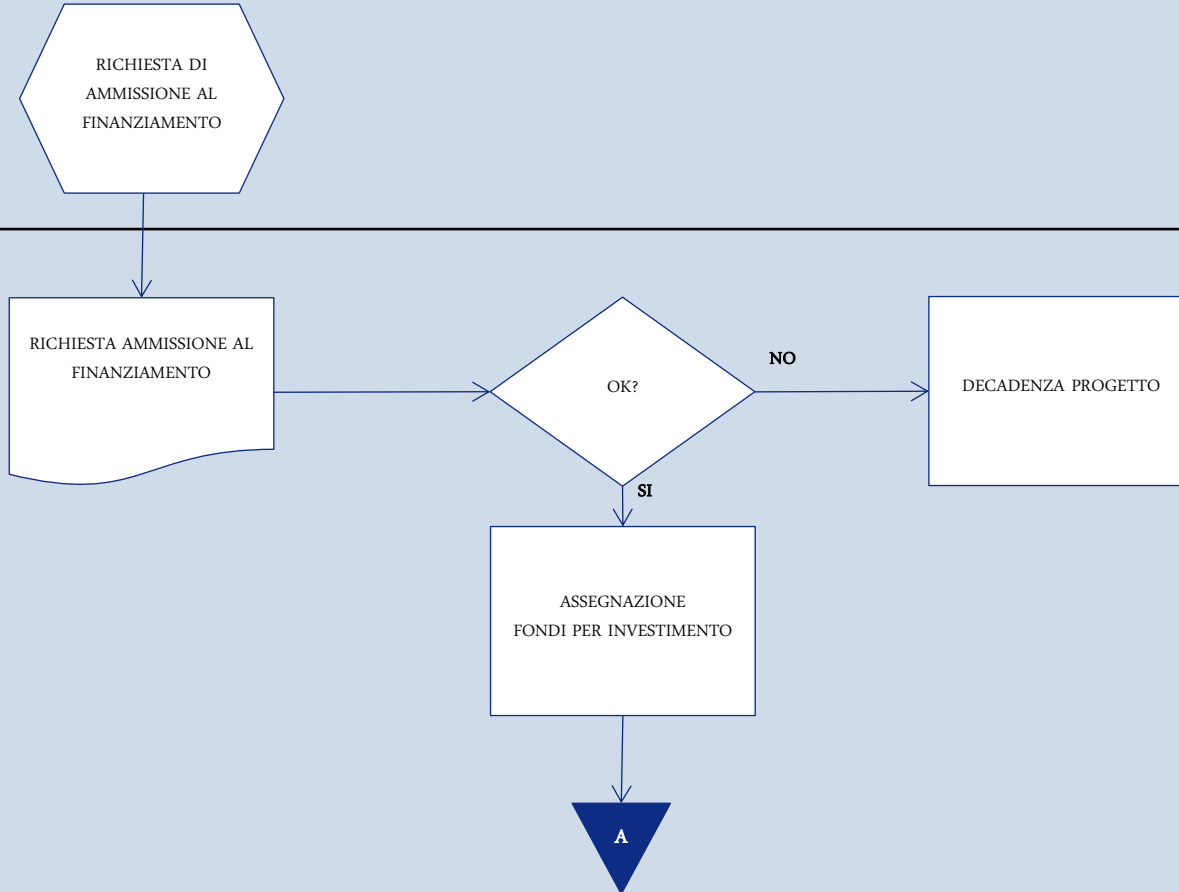 RICHIESTA DI
AMMISSIONE AL
FINANZIAMENTO
RICHIESTA AMMISSIONE AL
FINANZIAMENTO
OK?
NO
DECADENZA PROGETTO
SI
ASSEGNAZIONE
FONDI PER INVESTIMENTO
A